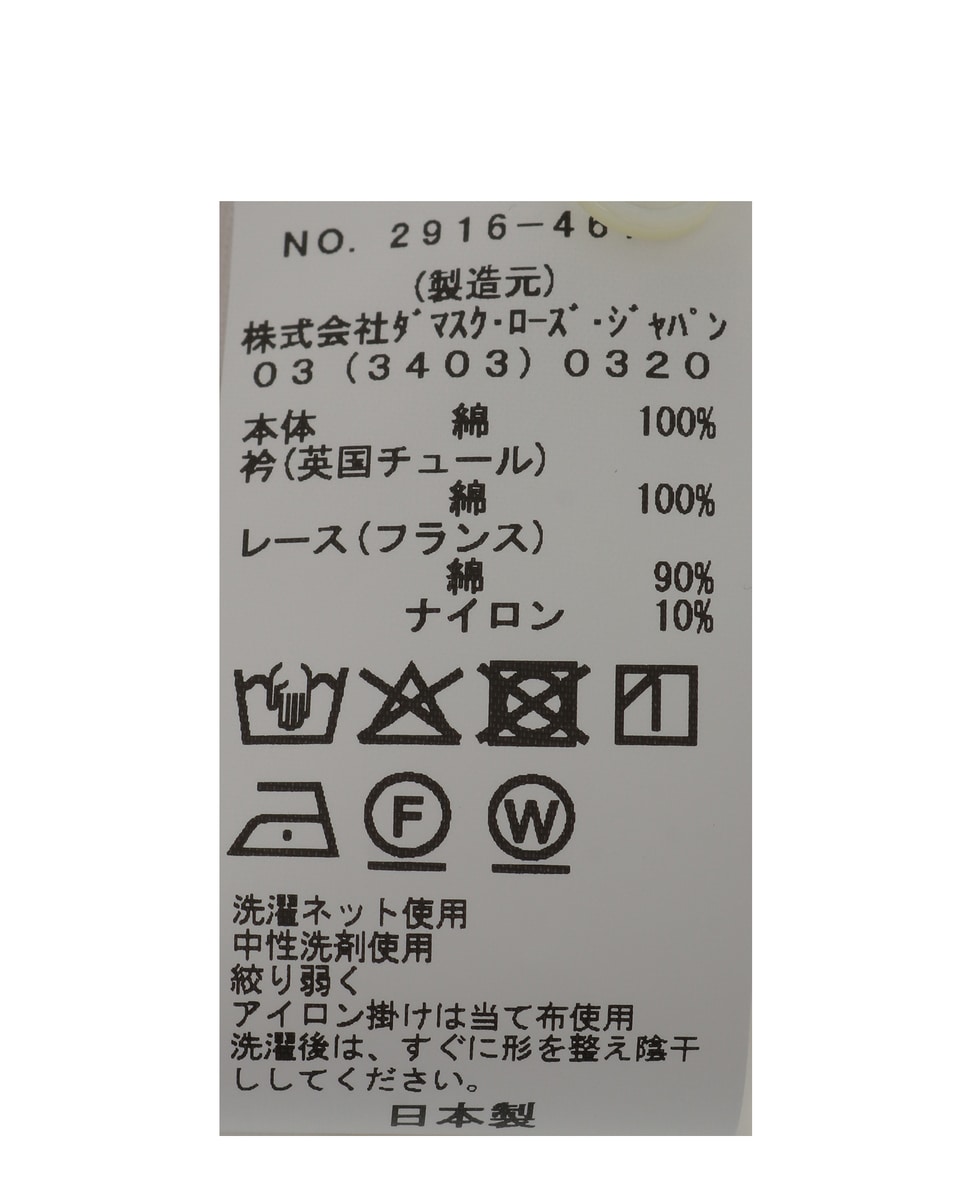 NO. 2916-46
(製造元)
株式会社ﾀﾞﾏｽｸ・ﾛｰｽﾞ・ｼﾞｬﾊﾟﾝ
03(3403)0320
本体 綿 100%
衿(英国チュール)
綿 100%
レース(フランス)
綿 90%
ナイロン 10%
F W
洗濯ネット使用
中性洗剤使用
絞り弱く
アイロン掛けは当て布使用
洗濯後は、すぐに形を整え陰干
ししてください。
日本製